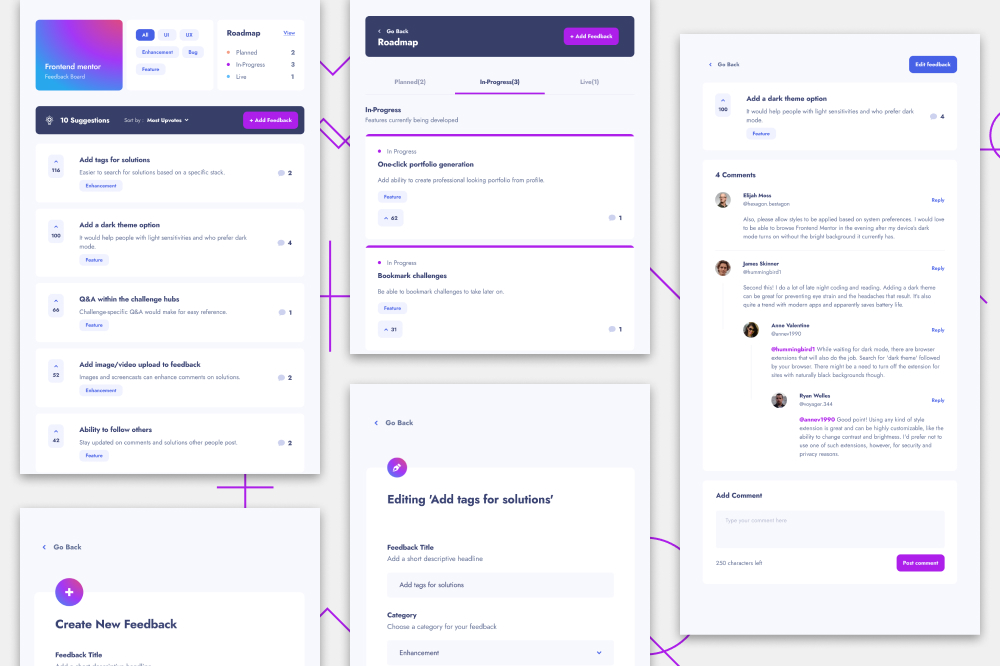 Frontend mentor
Feedback Board
All
UI
UX
Enhancement
Bug
Feature
Roadmap
View
Planned 2
In-Progress 3
Live 1
10 Suggestions
Sort by : Most Upvotes
+ Add Feedback
116
Add tags for solutions
Easier to search for solutions based on a specific stack.
Enhancement
2
100
Add a dark theme option
It would help people with light sensitivities and who prefer dark
mode.
Feature
4
66
Q&A within the challenge hubs
Challenge-specific Q&A would make for easy reference.
Feature
1
52
Add image/video upload to feedback
Images and screencasts can enhance comments on solutions.
Enhancement
2
42
Ability to follow others
Stay updated on comments and solutions other people post.
Feature
2
Go Back
Create New Feedback
Feedback Title
Add a short descriptive headline
Go Back
Roadmap
+ Add Feedback
Planned(2)
In-Progress(3)
Live(1)
In-Progress
Features currently being developed
In Progress
One-click portfolio generation
Add ability to create professional looking portfolio from profile.
Feature
62
1
In Progress
Bookmark challenges
Be able to bookmark challenges to take later on.
Feature
31
1
Go Back
Editing 'Add tags for solutions'
Feedback Title
Add a short descriptive headline
Add tags for solutions
Category
Choose a category for your feedback
Enhancement
Go Back
Edit feedback
100
Add a dark theme option
It would help people with light sensitivities and who prefer dark
mode.
Feature
4
4 Comments
Elijah Moss
@hexagon.bestagon
Reply
Also, please allow styles to be applied based on system preferences. I would love
to be able to browse Frontend Mentor in the evening after my device's dark
mode turns on without the bright background it currently has.
James Skinner
@hummingbird1
Reply
Second this! I do a lot of late night coding and reading. Adding a dark theme
can be great for preventing eye strain and the headaches that result. It's also
quite a trend with modern apps and apparently saves battery life.
Anne Valentine
@annev1990
Reply
@hummingbird1 While waiting for dark mode, there are browser
extensions that will also do the job. Search for 'dark theme' followed
by your browser. There might be a need to turn off the extension for
sites with naturally black backgrounds though.
Ryan Welles
@voyager.344
Reply
@annev1990 Good point! Using any kind of style
extension is great and can be highly customizable, like the
ability to change contrast and brightness. I'd prefer not to
use one of such extensions, however, for security and
privacy reasons.
Add Comment
Type your comment here
250 characters left
Post comment